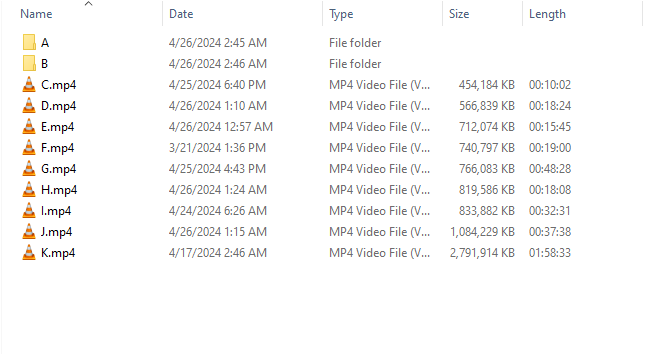 Name Date Type Size Length
A 4/26/2024 2:45 AM File folder
B 4/26/2024 2:46 AM File folder
C.mp4 4/25/2024 6:40 PM MP4 Video File (V... 454,184 KB 00:10:02
D.mp4 4/26/2024 1:10 AM MP4 Video File (V... 566,839 KB 00:18:24
E.mp4 4/26/2024 12:57 AM MP4 Video File (V... 712,074 KB 00:15:45
F.mp4 3/21/2024 1:36 PM MP4 Video File (V... 740,797 KB 00:19:00
G.mp4 4/25/2024 4:43 PM MP4 Video File (V... 766,083 KB 00:48:28
H.mp4 4/26/2024 1:24 AM MP4 Video File (V... 819,586 KB 00:18:08
I.mp4 4/24/2024 6:26 AM MP4 Video File (V... 833,882 KB 00:32:31
J.mp4 4/26/2024 1:15 AM MP4 Video File (V... 1,084,229 KB 00:37:38
K.mp4 4/17/2024 2:46 AM MP4 Video File (V... 2,791,914 KB 01:58:33